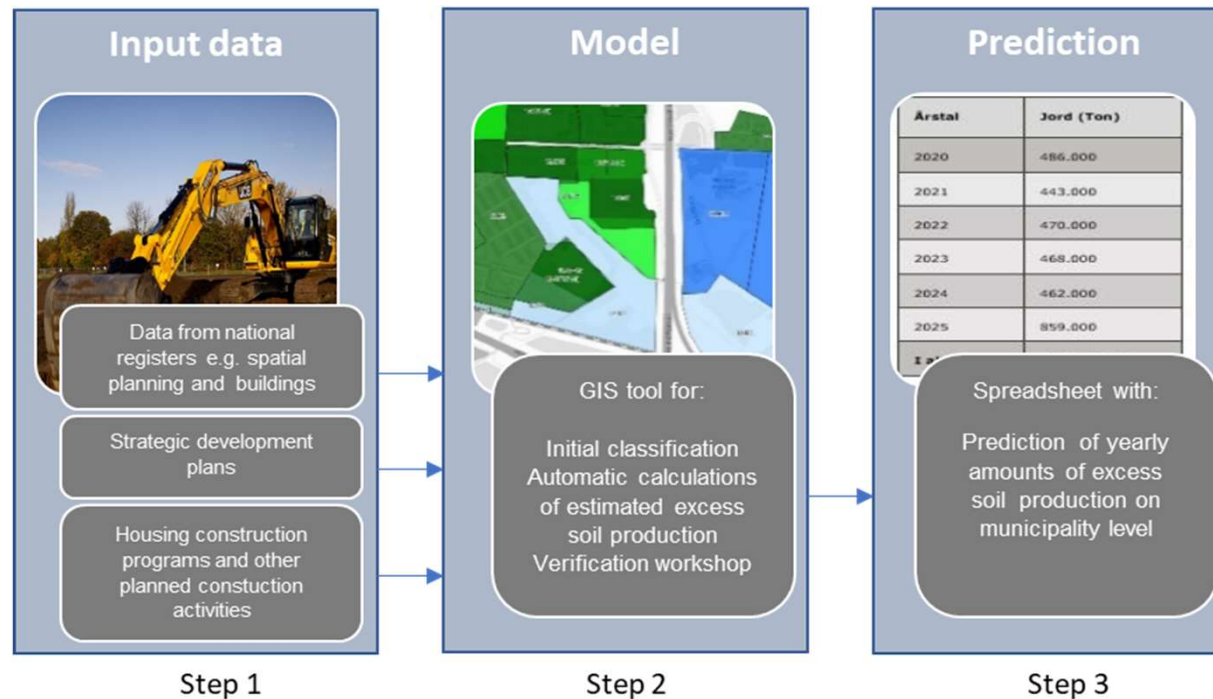 Input data
JCB
Data from national
registers e.g. spatial
planning and buildings
Strategic development
plans
Housing construction
programs and other
planned constuction
activities
Step 1
Model
GIS tool for:
Initial classification
Automatic calculations
of estimated excess
soil production
Verification workshop
Step 2
Prediction
Årstal Jord (Ton)
2020 486.000
2021 443.000
2022 470.000
2023 468.000
2024 462.000
2025 859.000
Spreadsheet with:
Prediction of yearly
amounts of excess
soil production on
municipality level
Step 3